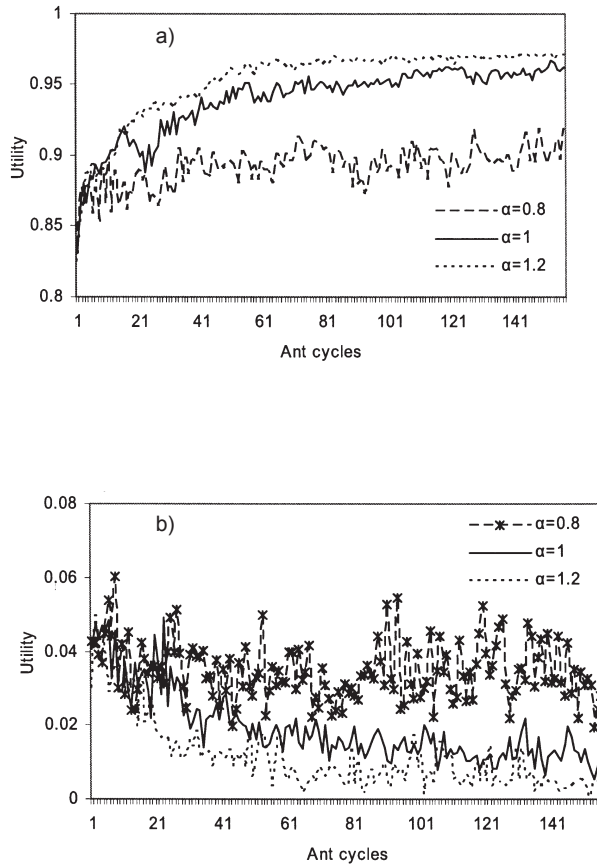 1
a)
0.95
0.9
Utility
0.85
α=0.8
α=1
α=1.2
0.8
1 21 41 61 81 101 121 141
Ant cycles
0.08
b)
α=0.8
α=1
α=1.2
0.06
0.04
Utility
0.02
0
1 21 41 61 81 101 121 141
Ant cycles